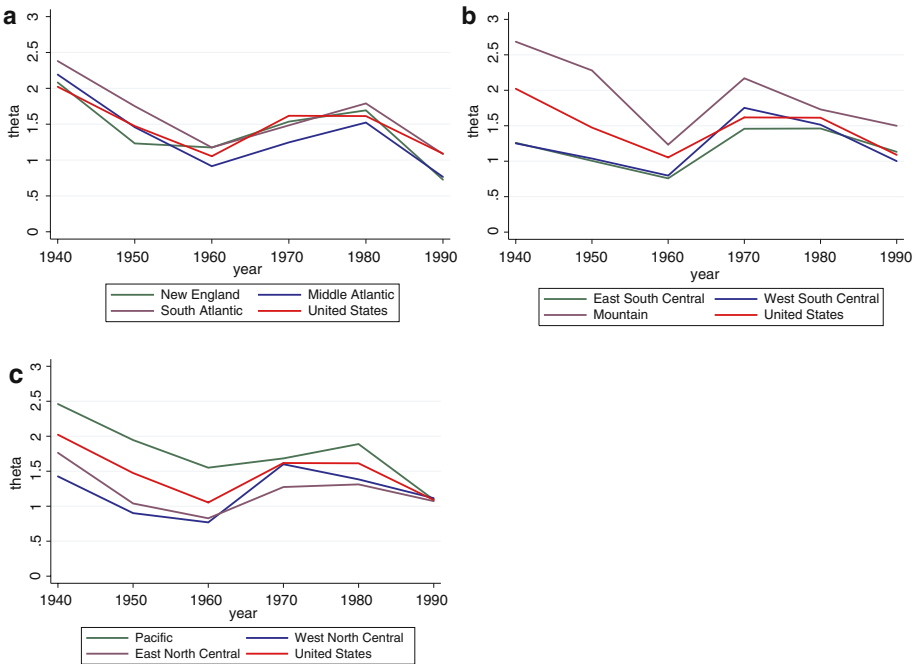 a
3
2.5
2
1.5
1
.5
0
theta
1940 1950 1960 1970 1980 1990
year
New England Middle Atlantic
South Atlantic United States
b
3
2.5
2
1.5
1
.5
0
theta
1940 1950 1960 1970 1980 1990
year
East South Central West South Central
Mountain United States
c
3
2.5
2
1.5
1
.5
0
theta
1940 1950 1960 1970 1980 1990
year
Pacific West North Central
East North Central United States